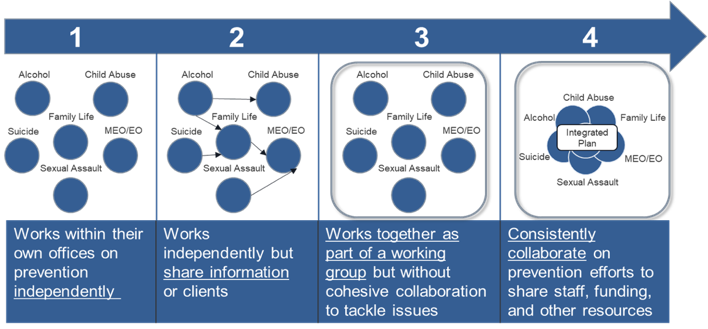 1 2 3 4
Alcohol Child Abuse
Family Life
Suicide MEO/EO
Sexual Assault
Alcohol Child Abuse
Family Life
Suicide MEO/EO
Sexual Assault
Alcohol Child Abuse
Family Life
Suicide MEO/EO
Sexual Assault
Child Abuse
Alcohol Family Life
Integrated
Plan
Suicide MEO/EO
Sexual Assault
Works within their
own offices on
prevention
independently
Works
independently but
share information
or clients
Works together as
part of a working
group but without
cohesive collaboration
to tackle issues
Consistently
collaborate on
prevention efforts to
share staff, funding,
and other resources